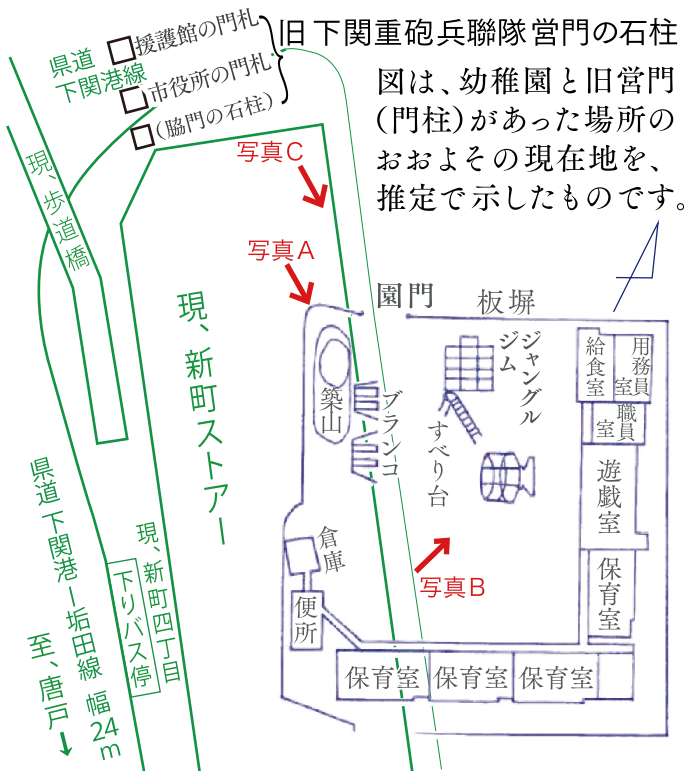 旧下関重砲兵聯隊営門の石柱
図は、幼稚園と旧営門
(門柱)があった場所の
おおよその現在地を、
推定で示したものです。
援護館の門札
市役所の門札
(脇門の石柱)
県道
下関港線
現、歩道橋
写真C
写真A
園門
板塀
現、新町ストアー
築山
ブランコ
ジャングル
ジム
すべり台
給食室
用務員
室
職員
室
遊戯室
保育室
倉庫
便所
写真B
保育室
保育室
保育室
県道下関港ー垢田線 幅24m
至、唐戸
現、新町四丁目
下りバス停